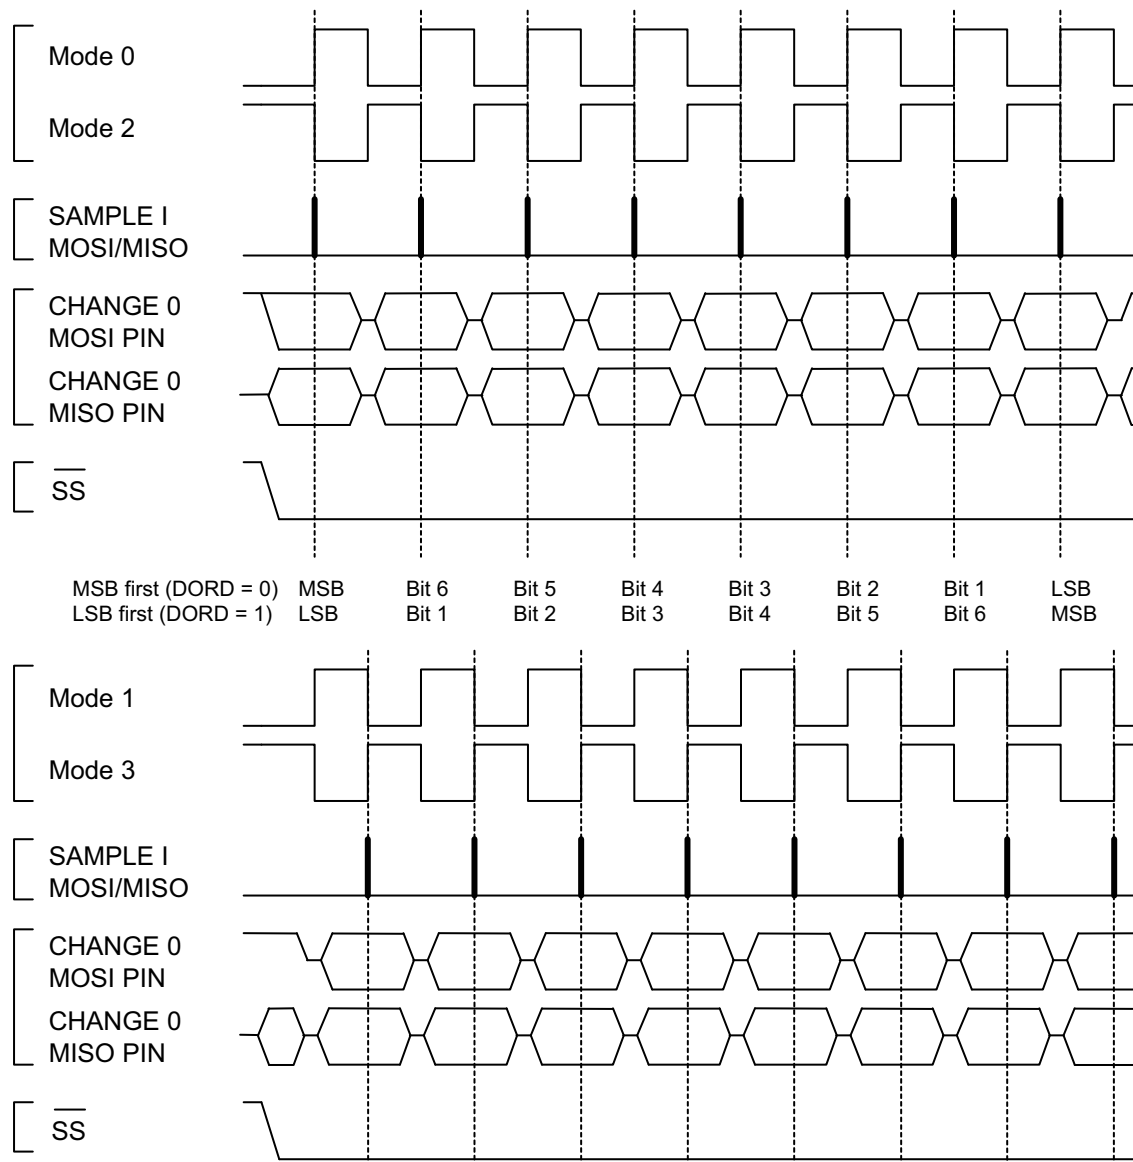 Mode 0
Mode 2
SAMPLE I
MOSI/MISO
CHANGE 0
MOSI PIN
CHANGE 0
MISO PIN
SS
MSB first (DORD = 0) MSB Bit 6 Bit 5 Bit 4 Bit 3 Bit 2 Bit 1 LSB
LSB first (DORD = 1) LSB Bit 1 Bit 2 Bit 3 Bit 4 Bit 5 Bit 6 MSB
Mode 1
Mode 3
SAMPLE I
MOSI/MISO
CHANGE 0
MOSI PIN
CHANGE 0
MISO PIN
SS